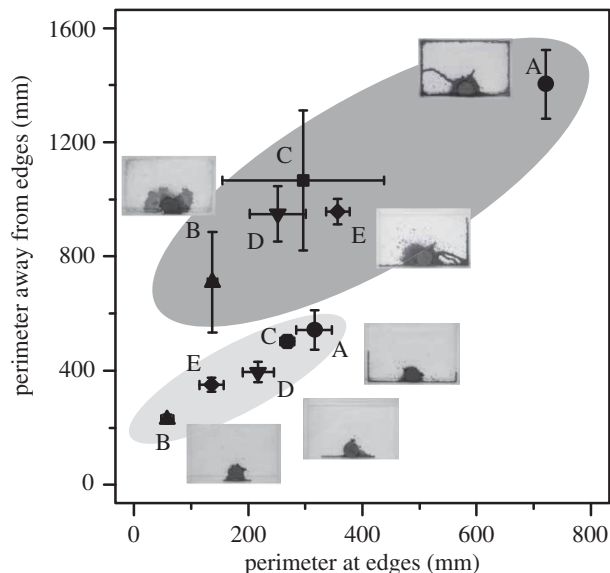 1600
1200
800
400
0
perimeter away from edges (mm)
A
C
B
D
E
C
A
E
D
B
0
200
400
600
800
perimeter at edges (mm)